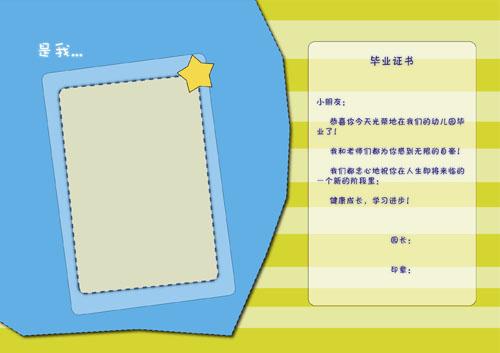 是我...
毕业证书
小朋友：
恭喜你今天光荣地在我们的幼儿园毕
业了！
我和老师们都为你感到无限的自豪！
我们都衷心地祝你在人生即将来临的
一个新的阶段里：
健康成长，学习进步！
园长：
印章：